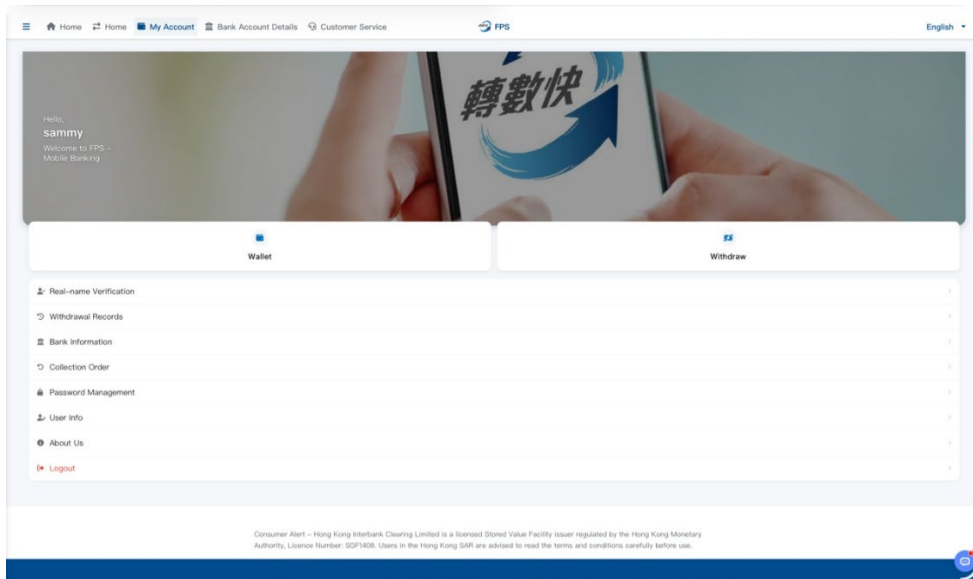 Home
Home
My Account
Bank Account Details
Customer Service
FPS
English
轉數快
Hello,
sammy
Welcome to FPS –
Mobile Banking
Wallet
Withdraw
Real-name Verification
Withdrawal Records
Bank Information
Collection Order
Password Management
User Info
About Us
Logout
Consumer Alert – Hong Kong Interbank Clearing Limited is a licensed Stored Value Facility issuer regulated by the Hong Kong Monetary
Authority, Licence Number: SGF1408. Users in the Hong Kong SAR are advised to read the terms and conditions carefully before use.